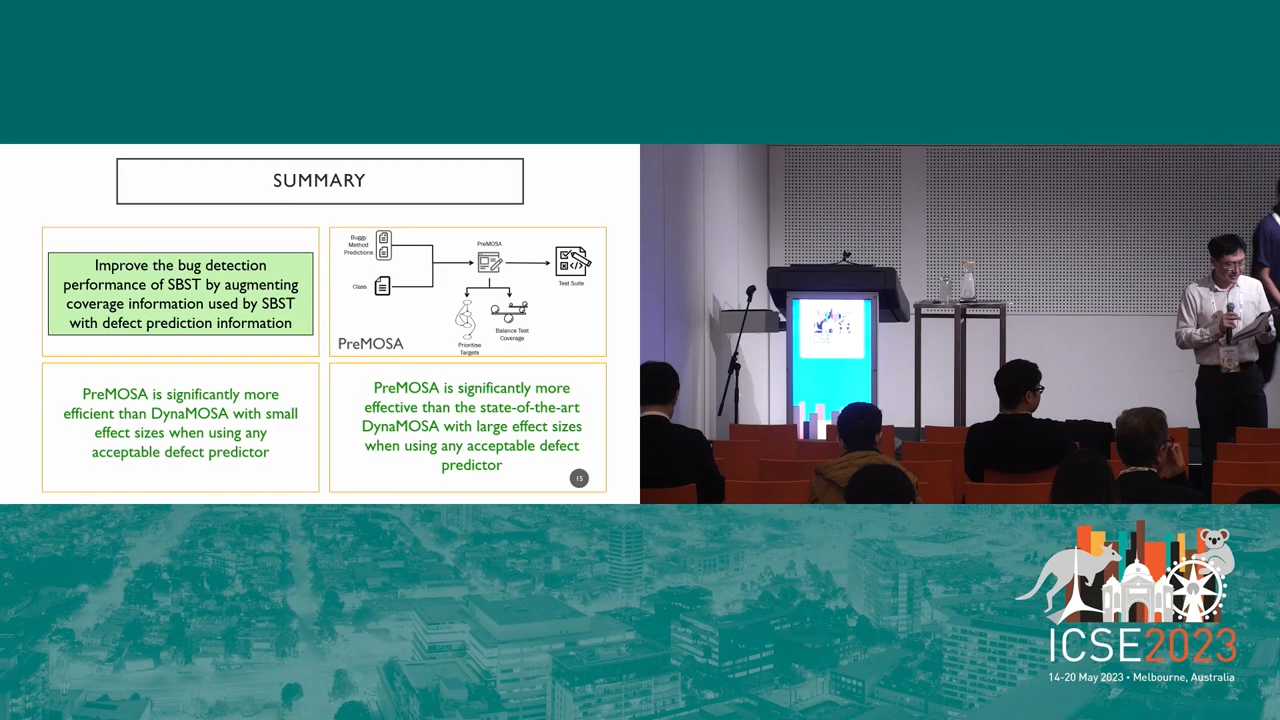 SUMMARY
Improve the bug detection
performance of SBST by augmenting
coverage information used by SBST
with defect prediction information
Buggy
Method
Predictions
Class
PreMOSA
Test Suite
Prioritise
Targets
Balance Test
Coverage
PreMOSA
PreMOSA is significantly more
efficient than DynaMOSA with small
effect sizes when using any
acceptable defect predictor
PreMOSA is significantly more
effective than the state-of-the-art
DynaMOSA with large effect sizes
when using any acceptable defect
predictor
15
ICSE
ICSE2023
14-20 May 2023 • Melbourne, Australia